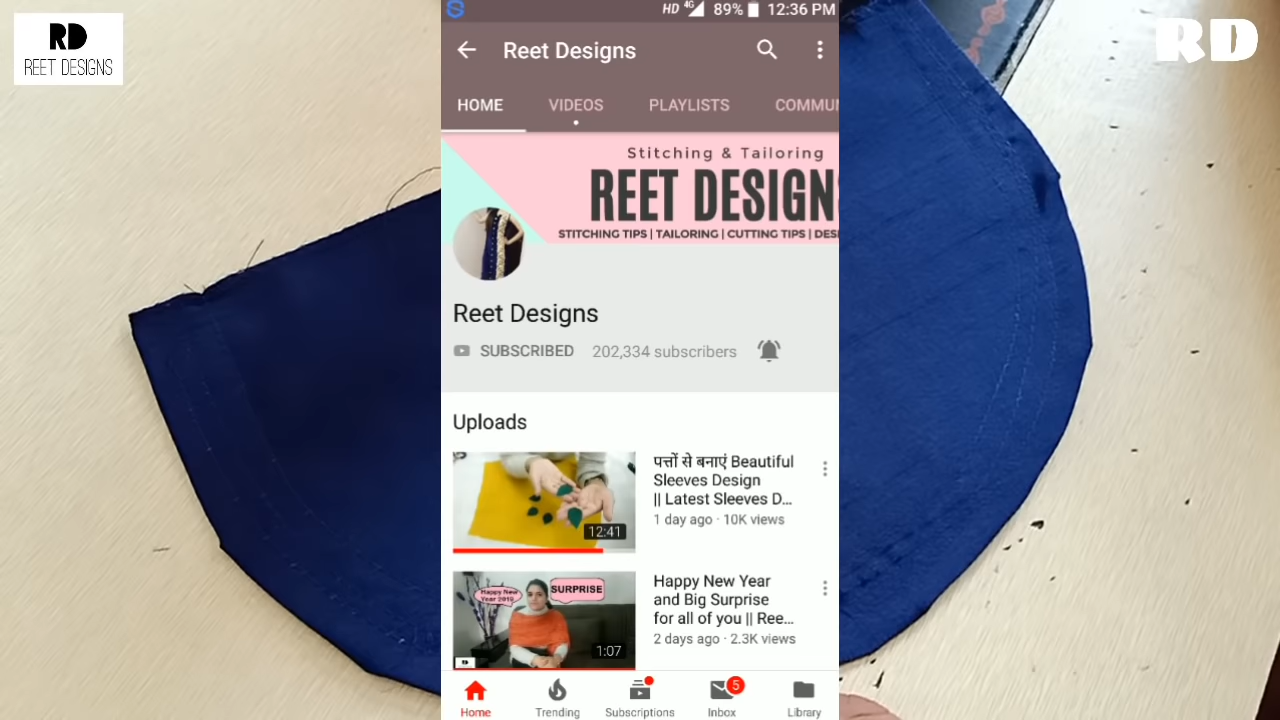 RD
REET DESIGNS
RD
HD 4G 89% 12:36 PM
Reet Designs
HOME VIDEOS PLAYLISTS COMMU
Stitching & Tailoring
REET DESIGN
STITCHING TIPS | TAILORING | CUTTING TIPS | DES
Reet Designs
SUBSCRIBED 202,334 subscribers
Uploads
पत्तों से बनाएं Beautiful
Sleeves Design
|| Latest Sleeves D...
1 day ago · 10K views
12:41
Happy New
Year 2019
SURPRISE
1:07
Happy New Year
and Big Surprise
for all of you || Ree...
2 days ago · 2.3K views
5
Home Trending Subscriptions Inbox Library